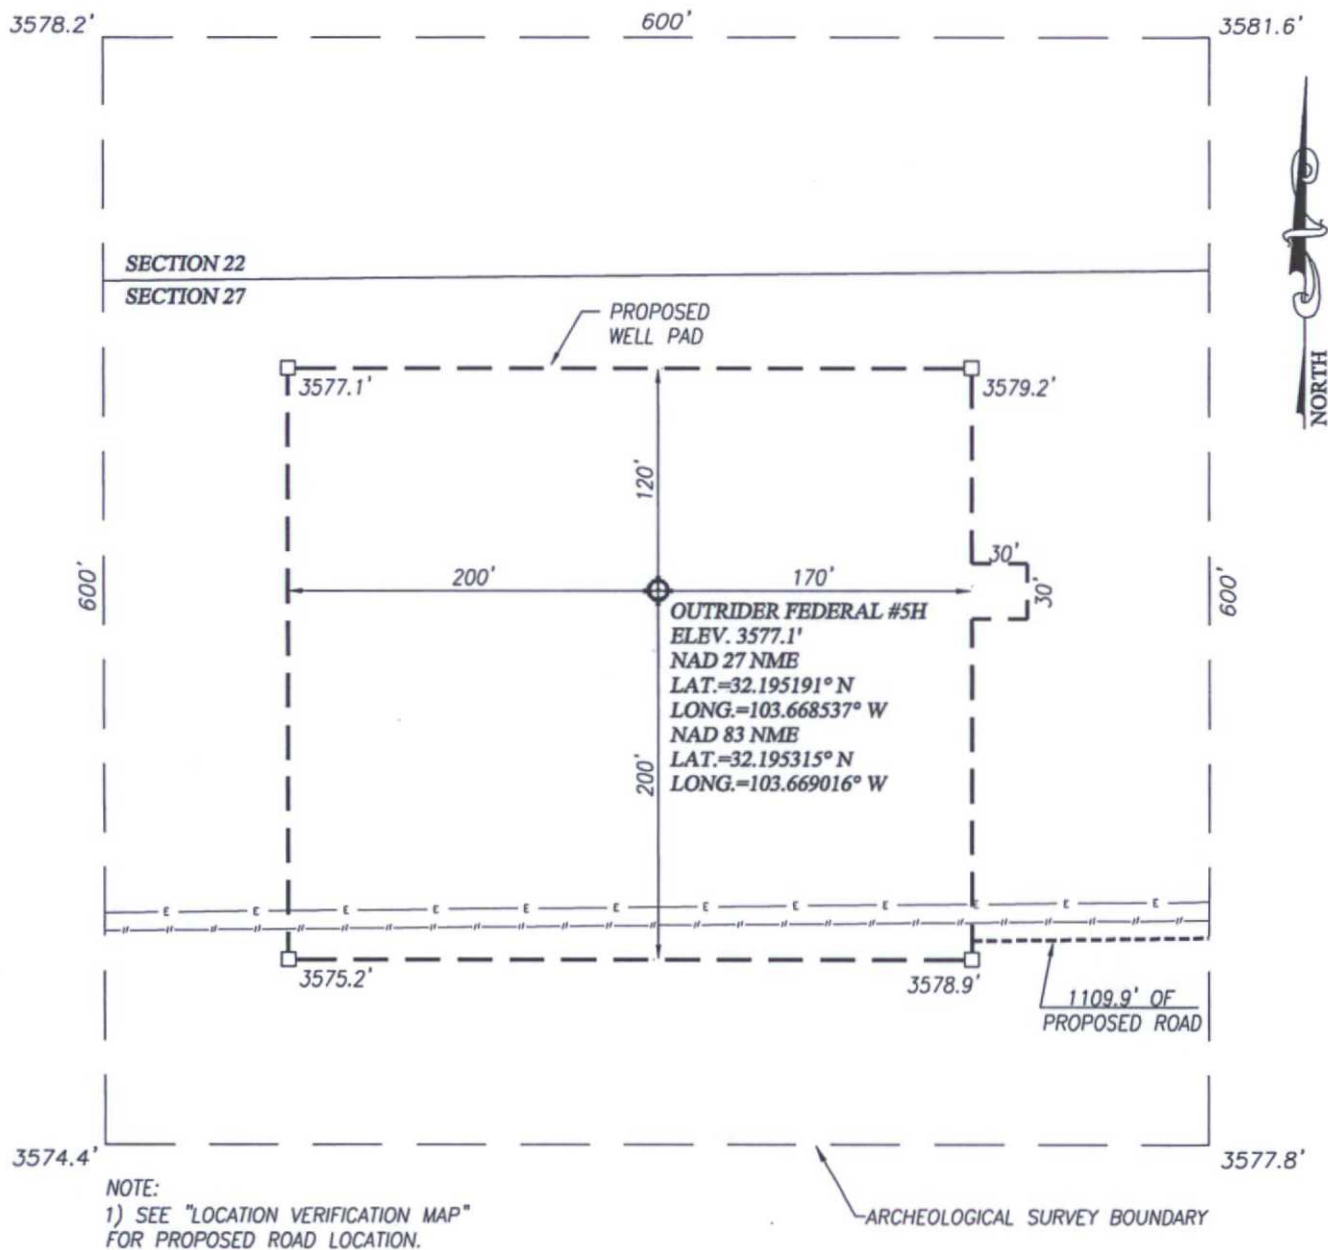 3578.2'
600'
3581.6'
SECTION 22
SECTION 27
PROPOSED
WELL PAD
NORTH
3577.1'
3579.2'
120'
600'
200'
170'
30'
30'
600'
OUTRIDER FEDERAL #5H
ELEV. 3577.1'
NAD 27 NME
LAT.=32.195191° N
LONG.=103.668537° W
NAD 83 NME
LAT.=32.195315° N
LONG.=103.669016° W
200'
E E E E E E E E E E E
3575.2'
3578.9'
1109.9' OF
PROPOSED ROAD
3574.4'
3577.8'
NOTE:
1) SEE "LOCATION VERIFICATION MAP"
FOR PROPOSED ROAD LOCATION.
ARCHEOLOGICAL SURVEY BOUNDARY